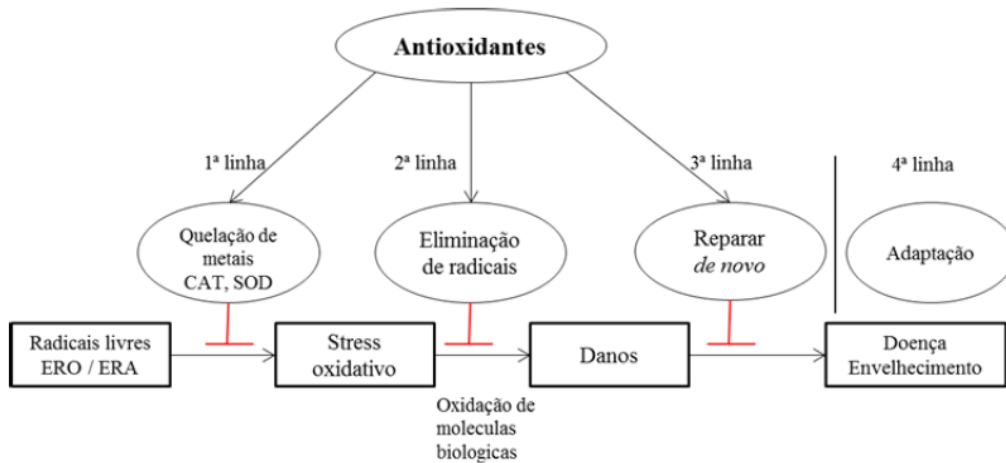 Antioxidantes
1ª linha
2ª linha
3ª linha
4ª linha
Quelação de
metais
CAT, SOD
Eliminação
de radicais
Reparar
de novo
Adaptação
Radicais livres
ERO / ERA
Stress
oxidativo
Danos
Doença
Envelhecimento
Oxidação de
moleculas
biologicas